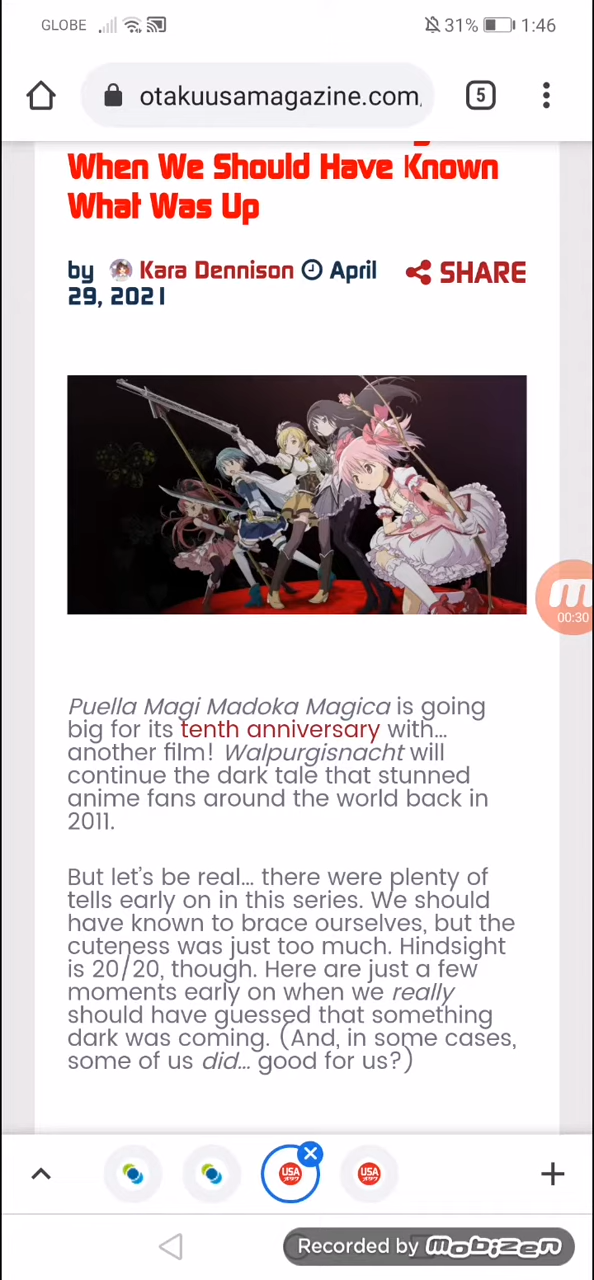 GLOBE 31% 1:46
otakuusamagazine.com,
5
When We Should Have Known
What Was Up
by Kara Dennison April
29, 2021
SHARE
m
00:30
Puella Magi Madoka Magica is going
big for its tenth anniversary with...
another film! Walpurgisnacht will
continue the dark tale that stunned
anime fans around the world back in
2011.
But let's be real... there were plenty of
tells early on in this series. We should
have known to brace ourselves, but the
cuteness was just too much. Hindsight
is 20/20, though. Here are just a few
moments early on when we really
should have guessed that something
dark was coming. (And, in some cases,
some of us did... good for us?)
USA
オタク
USA
オタク
Recorded by mobizen